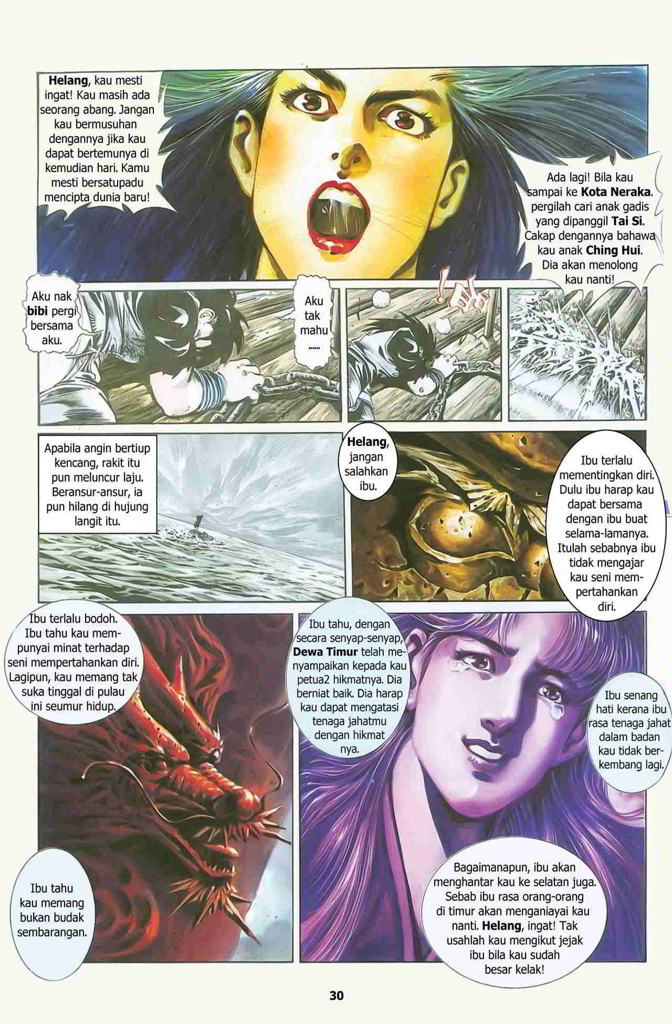 Helang, kau mesti
ingat! Kau masih ada
seorang abang. Jangan
kau bermusuhan
dengannya jika kau
dapat bertemunya di
kemudian hari. Kamu
mesti bersatupadu
mencipta dunia baru!
Ada lagi! Bila kau
sampai ke Kota Neraka.
pergilah cari anak gadis
yang dipanggil Tai Si.
Cakap dengannya bahawa
kau anak Ching Hui.
Dia akan menolong
kau nanti!
Aku nak
bibi pergi
bersama
aku.
Aku
tak
mahu
......
Apabila angin bertiup
kencang, rakit itu
pun meluncur laju.
Beransur-ansur, ia
pun hilang di hujung
langit itu.
Helang,
jangan
salahkan
ibu.
Ibu terlalu
mementingkan diri.
Dulu ibu harap kau
dapat bersama
dengan ibu buat
selama-lamanya.
Itulah sebabnya ibu
tidak mengajar
kau seni mem-
pertahankan
diri.
Ibu terlalu bodoh.
Ibu tahu kau mem-
punyai minat terhadap
seni mempertahankan diri.
Lagipun, kau memang tak
suka tinggal di pulau
ini seumur hidup.
Ibu tahu
kau memang
bukan budak
sembarangan.
Ibu tahu, dengan
secara senyap-senyap,
Dewa Timur telah me-
nyampaikan kepada kau
petua2 hikmatnya. Dia
berniat baik. Dia harap
kau dapat mengatasi
tenaga jahatmu
dengan hikmat
nya.
Ibu senang
hati kerana ibu
rasa tenaga jahat
dalam badan
kau tidak ber-
kembang lagi.
Bagaimanapun, ibu akan
menghantar kau ke selatan juga.
Sebab ibu rasa orang-orang
di timur akan menganiayai kau
nanti. Helang, ingat! Tak
usahlah kau mengikut jejak
ibu bila kau sudah
besar kelak!
30